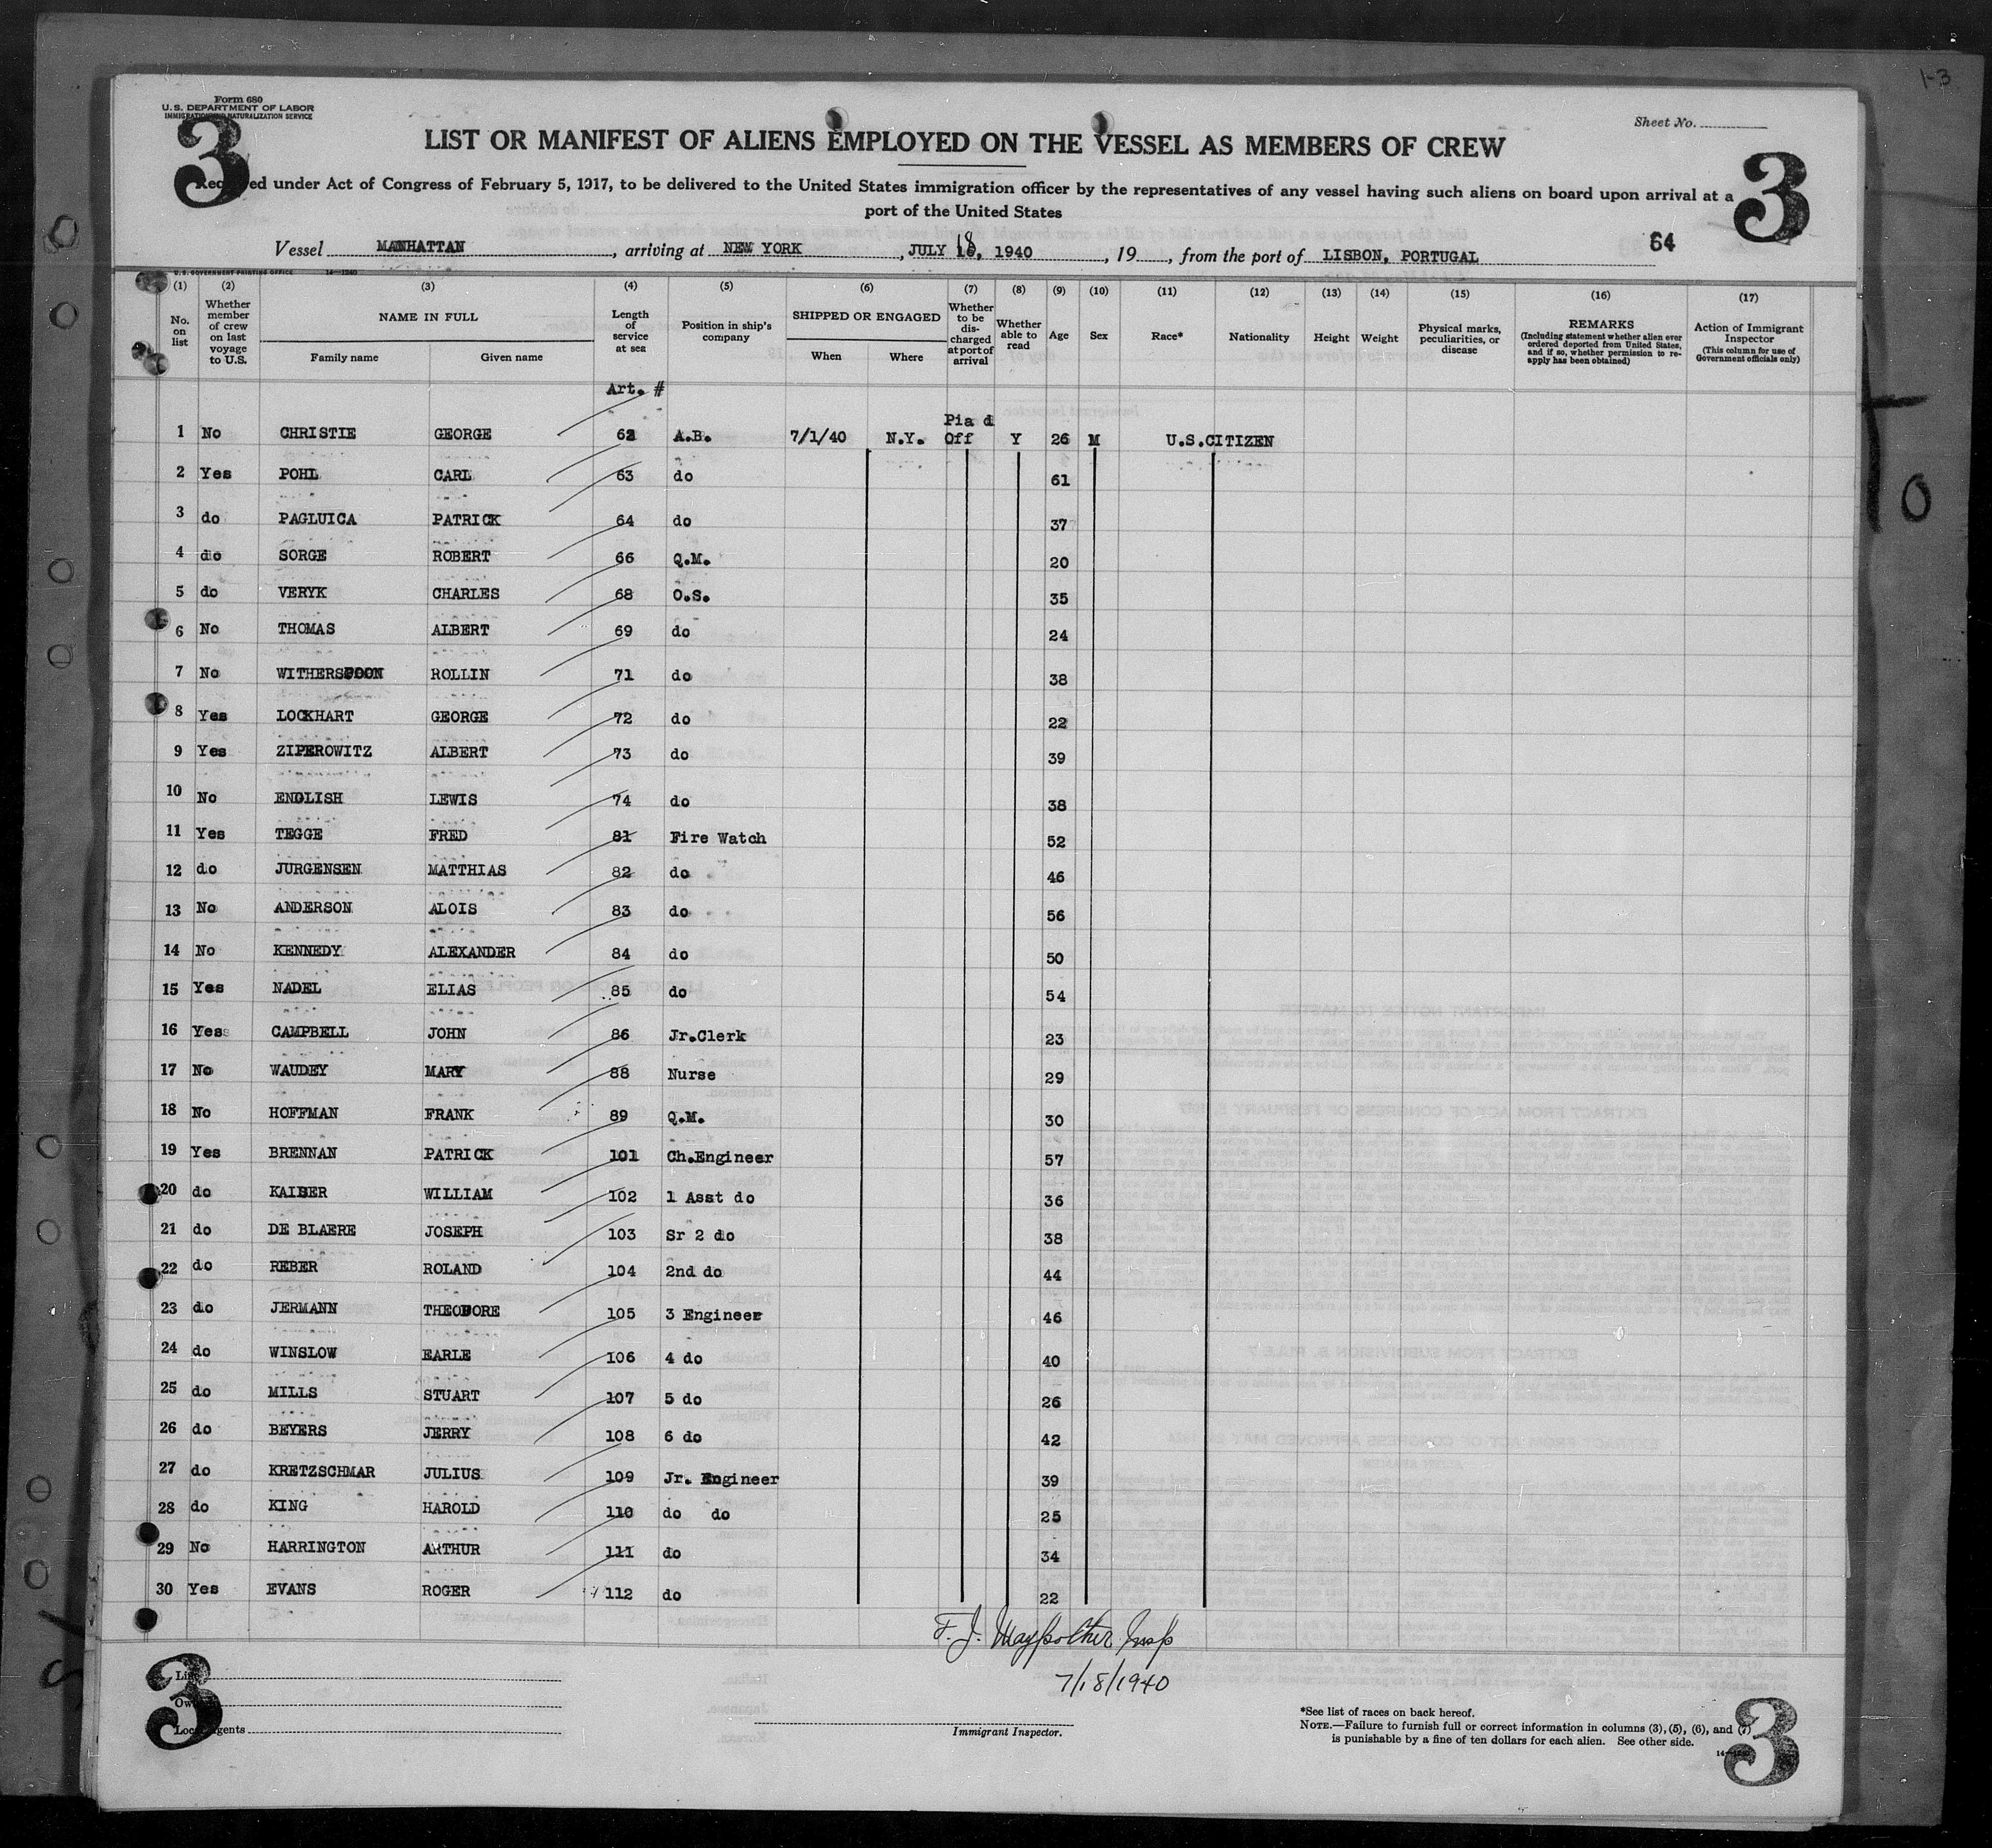 1-3
Form 680
U.S. DEPARTMENT OF LABOR
IMMIGRATION AND NATURALIZATION SERVICE
Sheet No.
3
3
LIST OR MANIFEST OF ALIENS EMPLOYED ON THE VESSEL AS MEMBERS OF CREW
Required under Act of Congress of February 5, 1917, to be delivered to the United States immigration officer by the representatives of any vessel having such aliens on board upon arrival at a
port of the United States
64
Vessel MANHATTAN, arriving at NEW YORK, JULY 18, 1940, 19, from the port of LISBON, PORTUGAL
U.S. GOVERNMENT PRINTING OFFICE 14-1240
(1) (2) (3) (4) (5) (6) (7) (8) (9) (10) (11) (12) (13) (14) (15) (16) (17)
No. on list
Whether member of crew on last voyage to U.S.
NAME IN FULL
Family name
Given name
Length of service at sea
Position in ship's company
SHIPPED OR ENGAGED
When
Where
Whether to be discharged at port of arrival
Whether able to read
Age
Sex
Race*
Nationality
Height
Weight
Physical marks, peculiarities, or disease
REMARKS
(Including statement whether alien ever ordered deported from United States, and if so, whether permission to re-apply has been obtained)
Action of Immigrant Inspector
(This column for use of Government officials only)
Art. #
1 No CHRISTIE GEORGE 62 A.B. 7/1/40 N.Y. Pia d Off Y 26 M U.S.CITIZEN
2 Yes POHL CARL 63 do 61
3 do PAGLUICA PATRICK 64 do 37
4 do SORGE ROBERT 66 Q.M. 20
5 do VERYK CHARLES 68 O.S. 35
6 No THOMAS ALBERT 69 do 24
7 No WITHERSPOON ROLLIN 71 do 38
8 Yes LOCKHART GEORGE 72 do 22
9 Yes ZIPEROWITZ ALBERT 73 do 39
10 No ENGLISH LEWIS 74 do 38
11 Yes TEGGE FRED 81 Fire Watch 52
12 do JURGENSEN MATTHIAS 82 do 46
13 No ANDERSON ALOIS 83 do 56
14 No KENNEDY ALEXANDER 84 do 50
15 Yes NADEL ELIAS 85 do 54
16 Yes CAMPBELL JOHN 86 Jr.Clerk 23
17 No WAUDEY MARY 88 Nurse 29
18 No HOFFMAN FRANK 89 Q.M. 30
19 Yes BRENNAN PATRICK 101 Ch.Engineer 57
20 do KAISER WILLIAM 102 1 Asst do 36
21 do DE BLAERE JOSEPH 103 Sr 2 do 38
22 do REBER ROLAND 104 2nd do 44
23 do JERMANN THEODORE 105 3 Engineer 46
24 do WINSLOW EARLE 106 4 do 40
25 do MILLS STUART 107 5 do 26
26 do BEYERS JERRY 108 6 do 42
27 do KRETZSCHMAR JULIUS 109 Jr. Engineer 39
28 do KING HAROLD 110 do do 25
29 No HARRINGTON ARTHUR 111 do 34
30 Yes EVANS ROGER 112 do 22
F. J. Maypother Insp
7/18/1940
3
Line
Owners
Local agents
Immigrant Inspector.
*See list of races on back hereof.
NOTE.—Failure to furnish full or correct information in columns (3), (5), (6), and (7)
is punishable by a fine of ten dollars for each alien. See other side.
14-1240
3